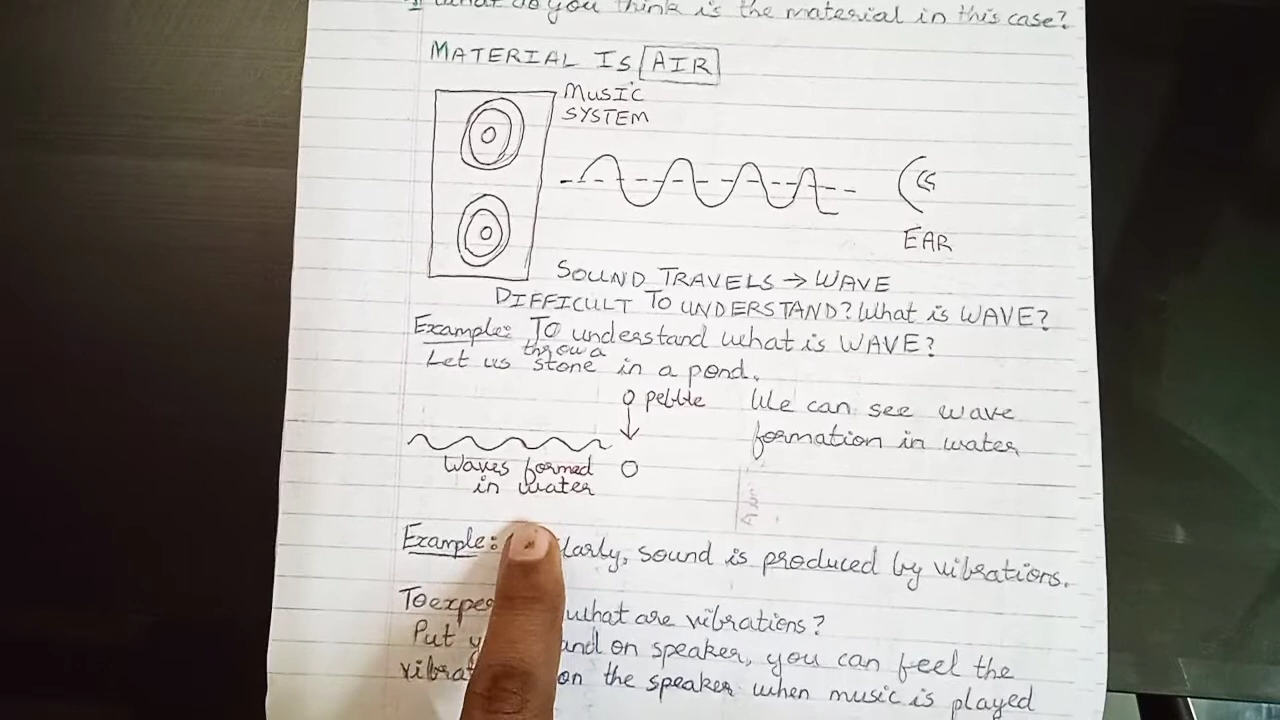 What do you think is the material in this case?
MATERIAL IS AIR
MUSIC
SYSTEM
EAR
SOUND TRAVELS → WAVE
DIFFICULT TO UNDERSTAND? What is WAVE?
Example: To understand what is WAVE?
throw a
Let us stone in a pond.
pebble We can see wave
formation in water
Waves formed
in water
Example: larly, sound is produced by vibrations.
To expe what are vibrations?
Put and on speaker, you can feel the
vibrat on the speaker when music is played